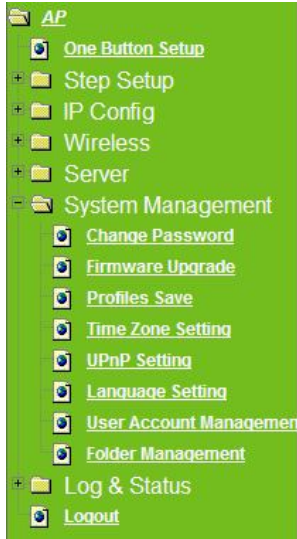 AP
One Button Setup
Step Setup
IP Config
Wireless
Server
System Management
Change Password
Firmware Upgrade
Profiles Save
Time Zone Setting
UPnP Setting
Language Setting
User Account Managemen
Folder Management
Log & Status
Logout